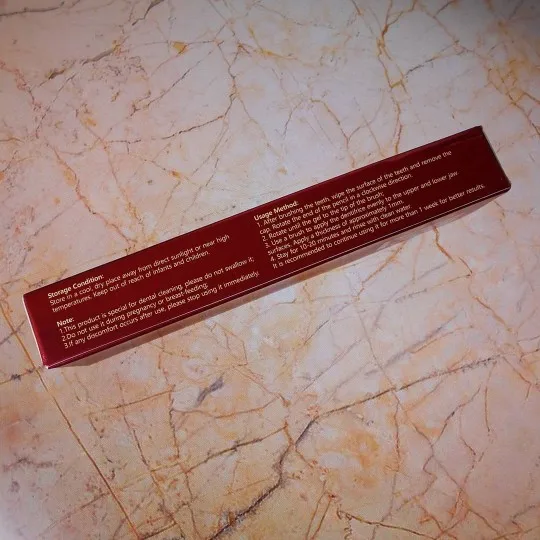 Storage Condition:
Store in a cool, dry place away from direct sunlight or near high
temperatures. Keep out of reach of infants and children.
Note:
1.This product is special for dental cleaning, please do not swallow it;
2.Do not use it during pregnancy or breast-feeding;
3.If any discomfort occurs after use, please stop using it immediately.
Usage Method:
1. After brushing the teeth, wipe the surface of the teeth and remove the
cap. Rotate the end of the pencil in a clockwise direction.
2. Rotate until the gel to the tip of the brush.
3. Use a brush to apply the dentifrice evenly to the upper and lower jaw
surfaces. Apply a thickness of approximately 1mm.
4. Stay for 10-20 minutes and rinse with clean water.
It is recommended to continue using it for more than 1 week for better results.